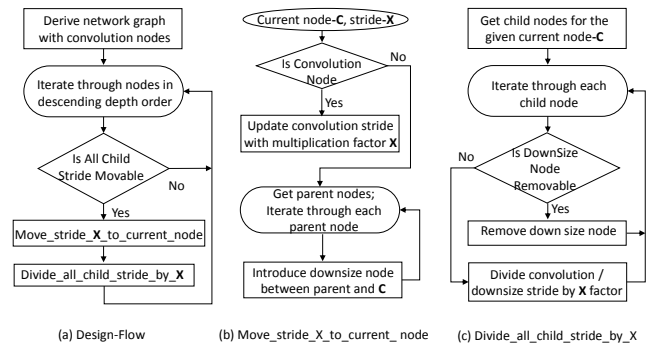 Derive network graph
with convolution nodes
Iterate through nodes in
descending depth order
Is All Child
Stride Movable
No
Yes
Move_stride_X_to_current_node
Divide_all_child_stride_by_X
(a) Design-Flow
Current node-C, stride-X
Is Convolution
Node
No
Yes
Update convolution stride
with multiplication factor X
Get parent nodes;
Iterate through each
parent node
Introduce downsize node
between parent and C
(b) Move_stride_X_to_current_ node
Get child nodes for the
given current node-C
Iterate through each
child node
No
Is DownSize
Node
Removable
Yes
Remove down size node
Divide convolution /
downsize stride by X factor
(c) Divide_all_child_stride_by_X